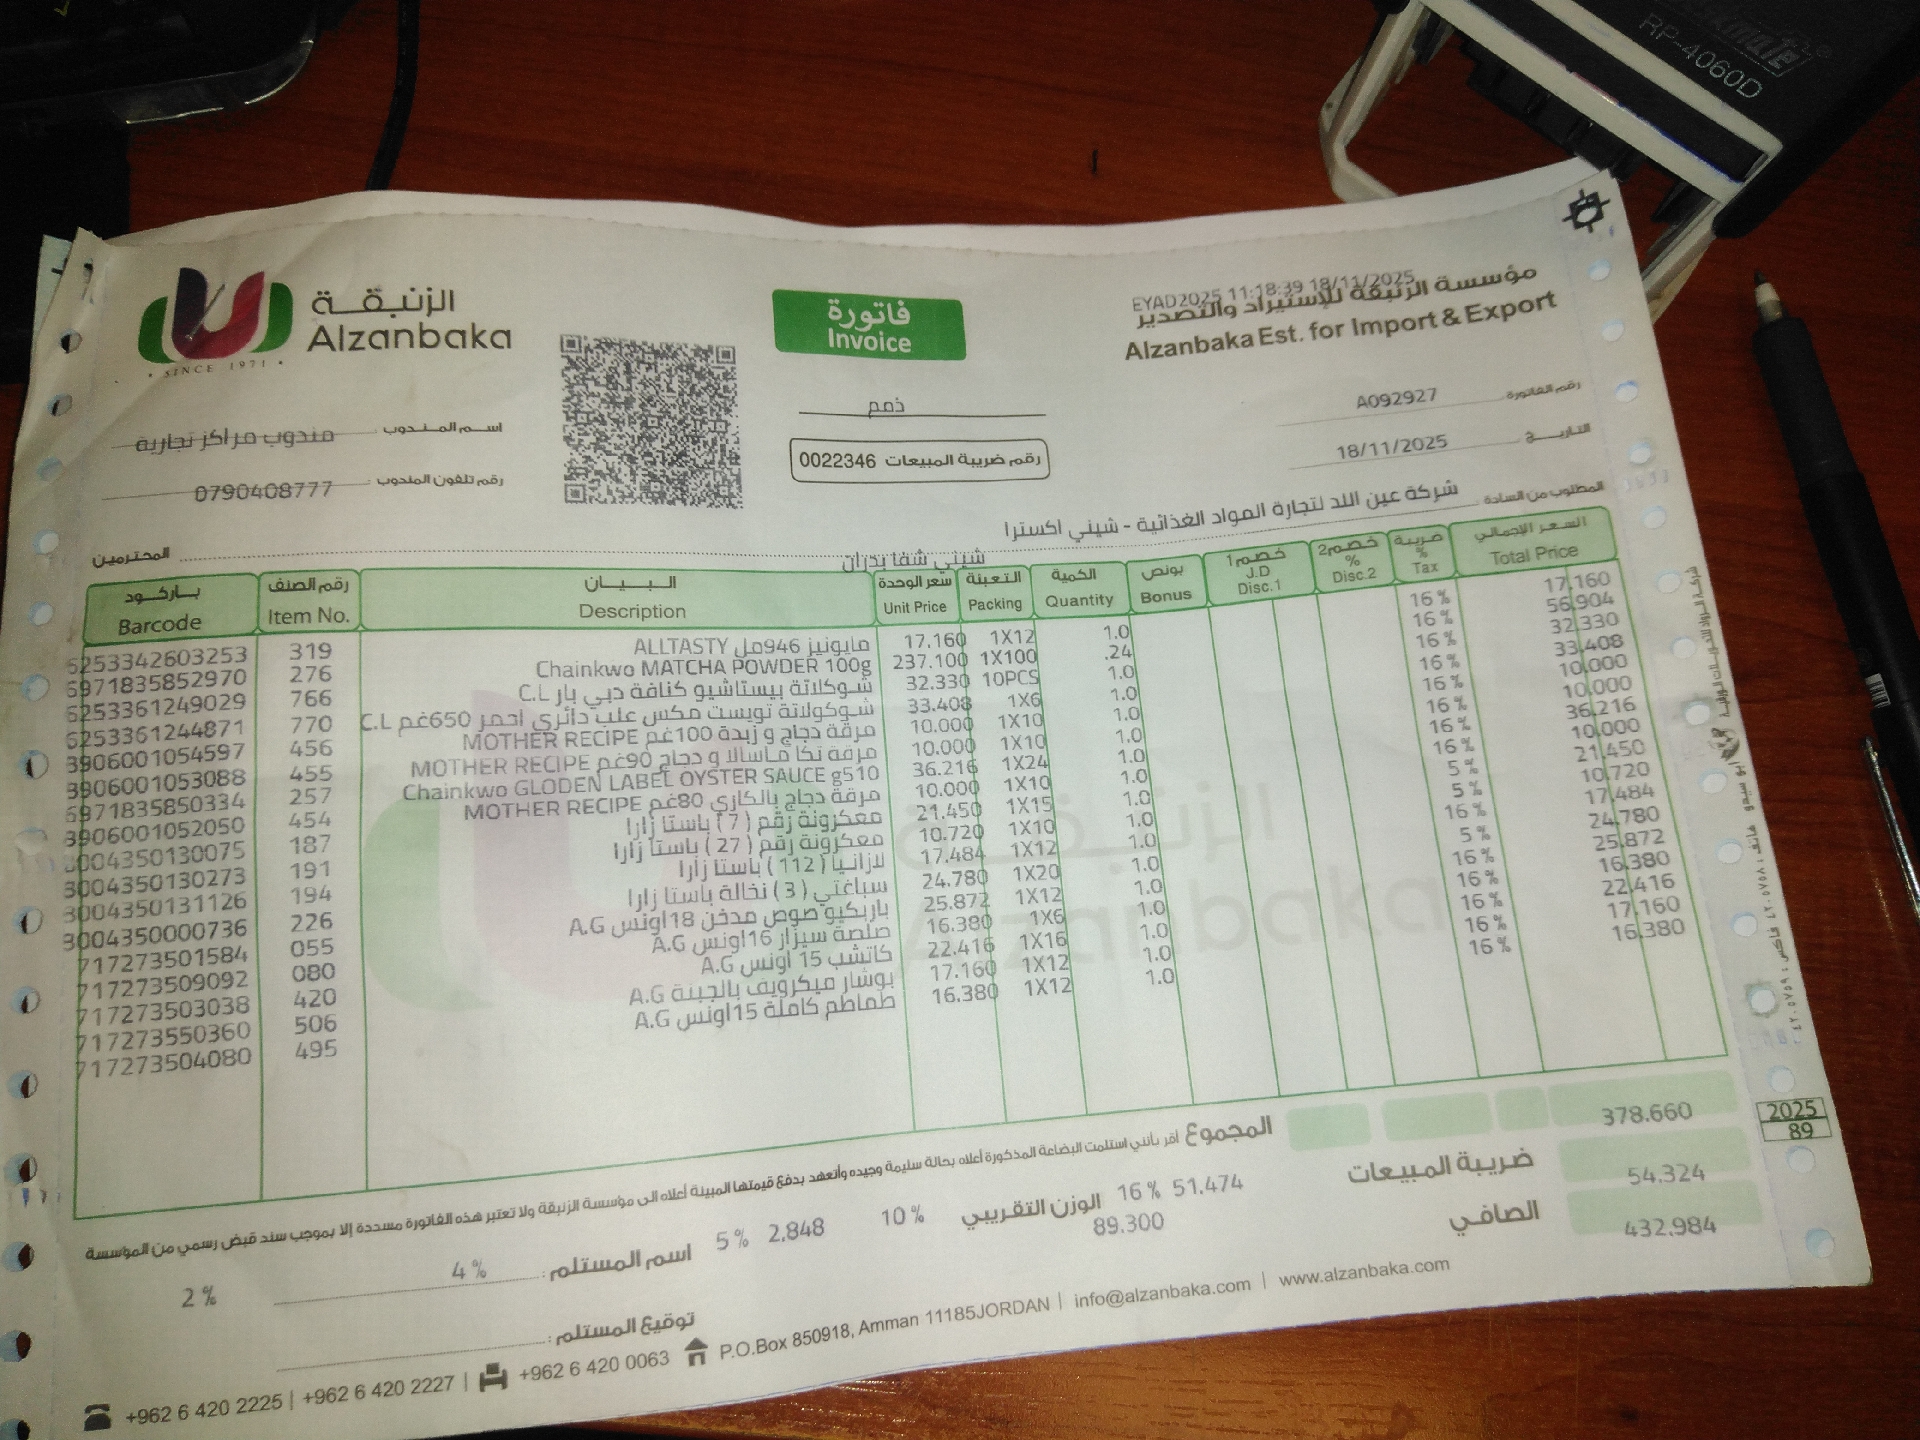 RP-4060D
الزنبقة
Alzanbaka
SINCE 1971
فاتورة
Invoice
EYAD2025 11:18:39 18/11/2025
مؤسسة الزنبقة للإستيراد والتصدير
Alzanbaka Est. for Import & Export
ذمم
رقم الفاتورة A092927
اسم المندوب مندوب مراكز تجارية
رقم ضريبة المبيعات 0022346
التاريخ 18/11/2025
رقم تلفون المندوب 0790408777
المطلوب من السادة شركة عين اللد لتجارة المواد الغذائية - شيني اكسترا
شيني شفا بدران المحترمين
باركود رقم الصنف البيان سعر الوحدة التعبئة الكمية بونص خصم1 خصم2 ضريبة السعر الإجمالي
Barcode Item No. Description Unit Price Packing Quantity Bonus J.D Disc.1 % Disc.2 % Tax Total Price
6253342603253 319 مايونيز 946مل ALLTASTY 17.160 1X12 1.0 16 % 17.160
6971835852970 276 Chainkwo MATCHA POWDER 100g 237.100 1X100 .24 16 % 56.904
6253361249029 766 شوكلاتة بيستاشيو كنافة دبي بار C.L 32.330 10PCS 1.0 16 % 32.330
6253361244871 770 شوكولاتة تويست مكس علب دائري احمر 650غم C.L 33.408 1X6 1.0 16 % 33.408
8906001054597 456 مرقة دجاج و زبدة 100غم MOTHER RECIPE 10.000 1X10 1.0 16 % 10.000
8906001053088 455 مرقة تكا ماسالا و دجاج 90غم MOTHER RECIPE 10.000 1X10 1.0 16 % 10.000
6971835850334 257 Chainkwo GLODEN LABEL OYSTER SAUCE g510 36.216 1X24 1.0 16 % 36.216
8906001052050 454 مرقة دجاج بالكاري 80غم MOTHER RECIPE 10.000 1X10 1.0 16 % 10.000
8004350130075 187 معكرونة رقم ( 7 ) باستا زارا 21.450 1X15 1.0 5 % 21.450
8004350130273 191 معكرونة رقم ( 27 ) باستا زارا 10.720 1X10 1.0 5 % 10.720
8004350131126 194 لازانيا ( 112 ) باستا زارا 17.484 1X12 1.0 16 % 17.484
8004350000736 226 سباغتي ( 3 ) نخالة باستا زارا 24.780 1X20 1.0 5 % 24.780
717273501584 055 باربكيو صوص مدخن 18اونس A.G 25.872 1X12 1.0 16 % 25.872
717273509092 080 صلصة سيزار 16اونس A.G 16.380 1X6 1.0 16 % 16.380
717273503038 420 كاتشب 15 اونس A.G 22.416 1X16 1.0 16 % 22.416
717273550360 506 بوشار ميكرويف بالجبنة A.G 17.160 1X12 1.0 16 % 17.160
717273504080 495 طماطم كاملة 15اونس A.G 16.380 1X12 1.0 16 % 16.380
2025
89
المجموع 378.660
أقر بأنني استلمت البضاعة المذكورة أعلاه بحالة سليمة وجيده وأتعهد بدفع قيمتها المبينة أعلاه الى مؤسسة الزنبقة ولا تعتبر هذه الفاتورة مسددة إلا بموجب سند قبض رسمي من المؤسسة
ضريبة المبيعات 54.324
2 % 4 % 5 % 2.848 10 % 16 % 51.474
الوزن التقريبي 89.300
الصافي 432.984
اسم المستلم :
توقيع المستلم :
+962 6 420 2225 | +962 6 420 2227 | +962 6 420 0063 P.O.Box 850918, Amman 11185JORDAN | info@alzanbaka.com | www.alzanbaka.com